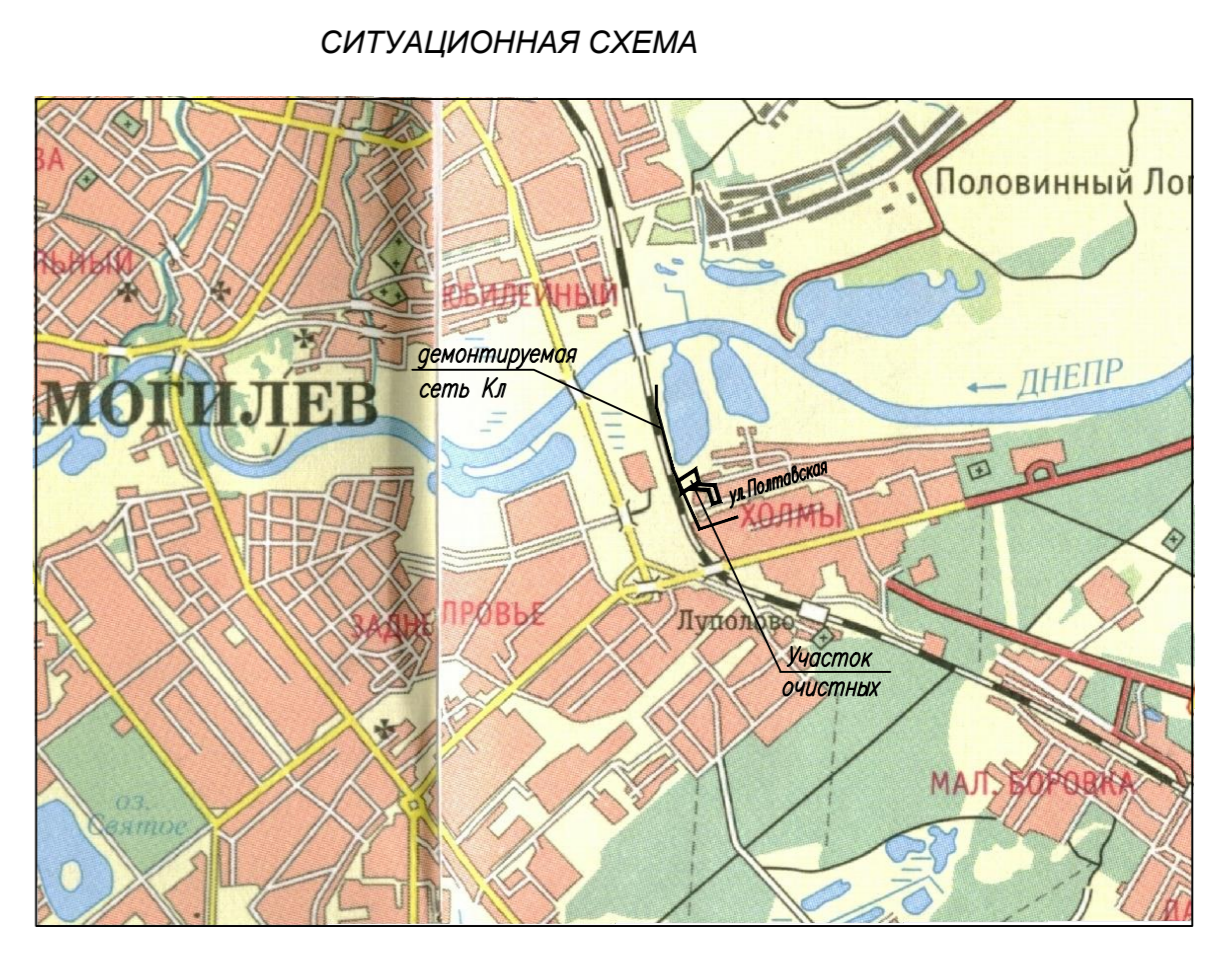 СИТУАЦИОННАЯ СХЕМА
Половинный Лог
ЮБИЛЕЙНЫЙ
демонтируемая
сеть Кл
ДНЕПР
МОГИЛЕВ
ул. Полтавская
ХОЛМЫ
ЗАДНЕПРОВЬЕ
Луполово
Участок
очистных
МАЛ. БОРОВКА
оз.
Святое